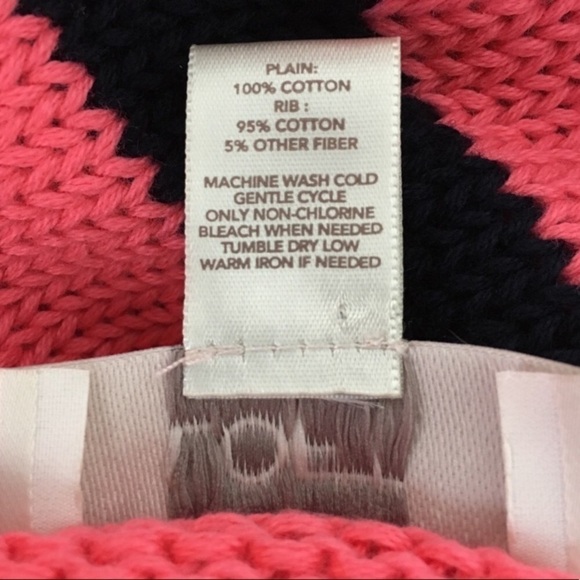 PLAIN:
100% COTTON
RIB :
95% COTTON
5% OTHER FIBER
MACHINE WASH COLD
GENTLE CYCLE
ONLY NON-CHLORINE
BLEACH WHEN NEEDED
TUMBLE DRY LOW
WARM IRON IF NEEDED